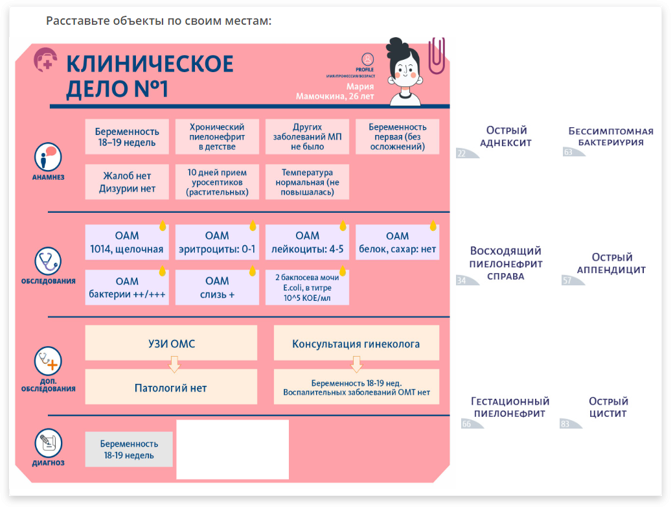 Расставьте объекты по своим местам:
КЛИНИЧЕСКОЕ
ДЕЛО №1
PROFILE
Мария
Мамочкина, 26 лет
АНАМНЕЗ
Беременность
18–19 недель
Хронический
пиелонефрит
в детстве
Других
заболеваний МП
не было
Беременность
первая (без
осложнений)
Жалоб нет
Дизурии нет
10 дней прием
уросептиков
(растительных)
Температура
нормальная (не
повышалась)
ОБСЛЕДОВАНИЯ
ОАМ
1014, щелочная
ОАМ
эритроциты: 0-1
ОАМ
лейкоциты: 4-5
ОАМ
белок, сахар: нет
ОАМ
бактерии ++/+++
ОАМ
слизь +
2 бакпосева мочи
E.coli, в титре
10^5 КОЕ/мл
ДОП.
ОБСЛЕДОВАНИЯ
УЗИ ОМС
Патологий нет
Консультация гинеколога
Беременность 18-19 нед.
Воспалительных заболеваний ОМТ нет
ДИАГНОЗ
Беременность
18-19 недель
Острый
аднексит
22
Бессимптомная
бактериурия
63
Восходящий
пиелонефрит
справа
34
Острый
аппендицит
57
Гестационный
пиелонефрит
66
Острый
цистит
83